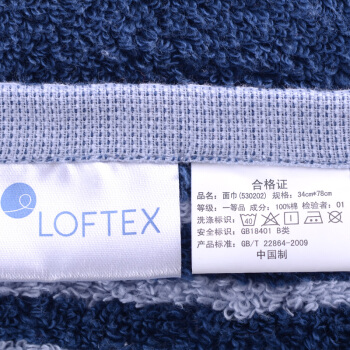 LOFTEX
合格证
品名：面巾(530202) 规格：34cm*78cm
等级：一等品 成分：100%棉 检验者：01
洗涤标识： 40
安全标识：GB18401 B类
产品标准：GB/T 22864-2009
中国制